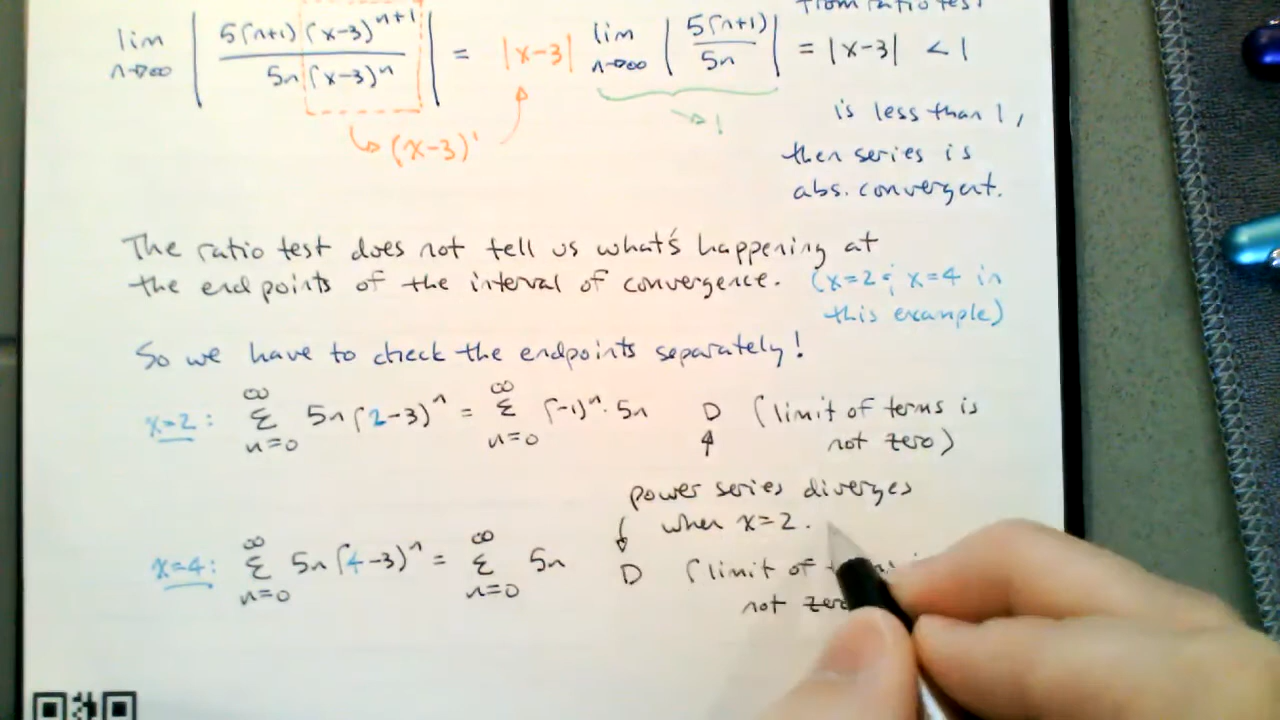 from ratio test
lim n→∞ | 5(n+1)(x-3)^{n+1} / 5n(x-3)^n | = |x-3| lim n→∞ | 5(n+1) / 5n | = |x-3| < 1
↳ (x-3)^1
→ 1
is less than 1,
then series is
abs. convergent.
The ratio test does not tell us what's happening at
the endpoints of the interval of convergence. (x=2 & x=4 in
this example)
So we have to check the endpoints separately!
x=2: ∞ Σ n=0 5n(2-3)^n = ∞ Σ n=0 (-1)^n · 5n D (limit of terms is
not zero)
power series diverges
when x=2.
x=4: ∞ Σ n=0 5n(4-3)^n = ∞ Σ n=0 5n D (limit of
not zero